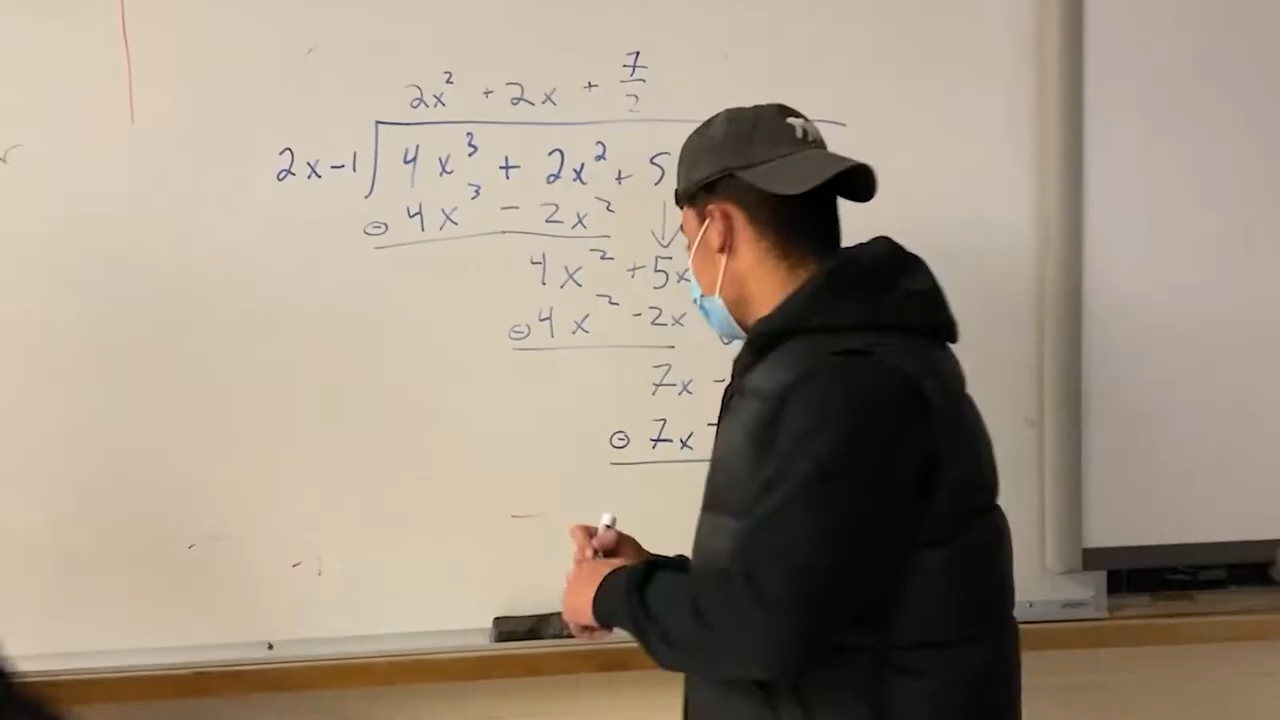 2x² + 2x + 7/2
2x-1 4x³ + 2x² + 5
⊖ 4x³ - 2x²
4x² + 5x
⊖ 4x² - 2x
7x -
⊖ 7x -